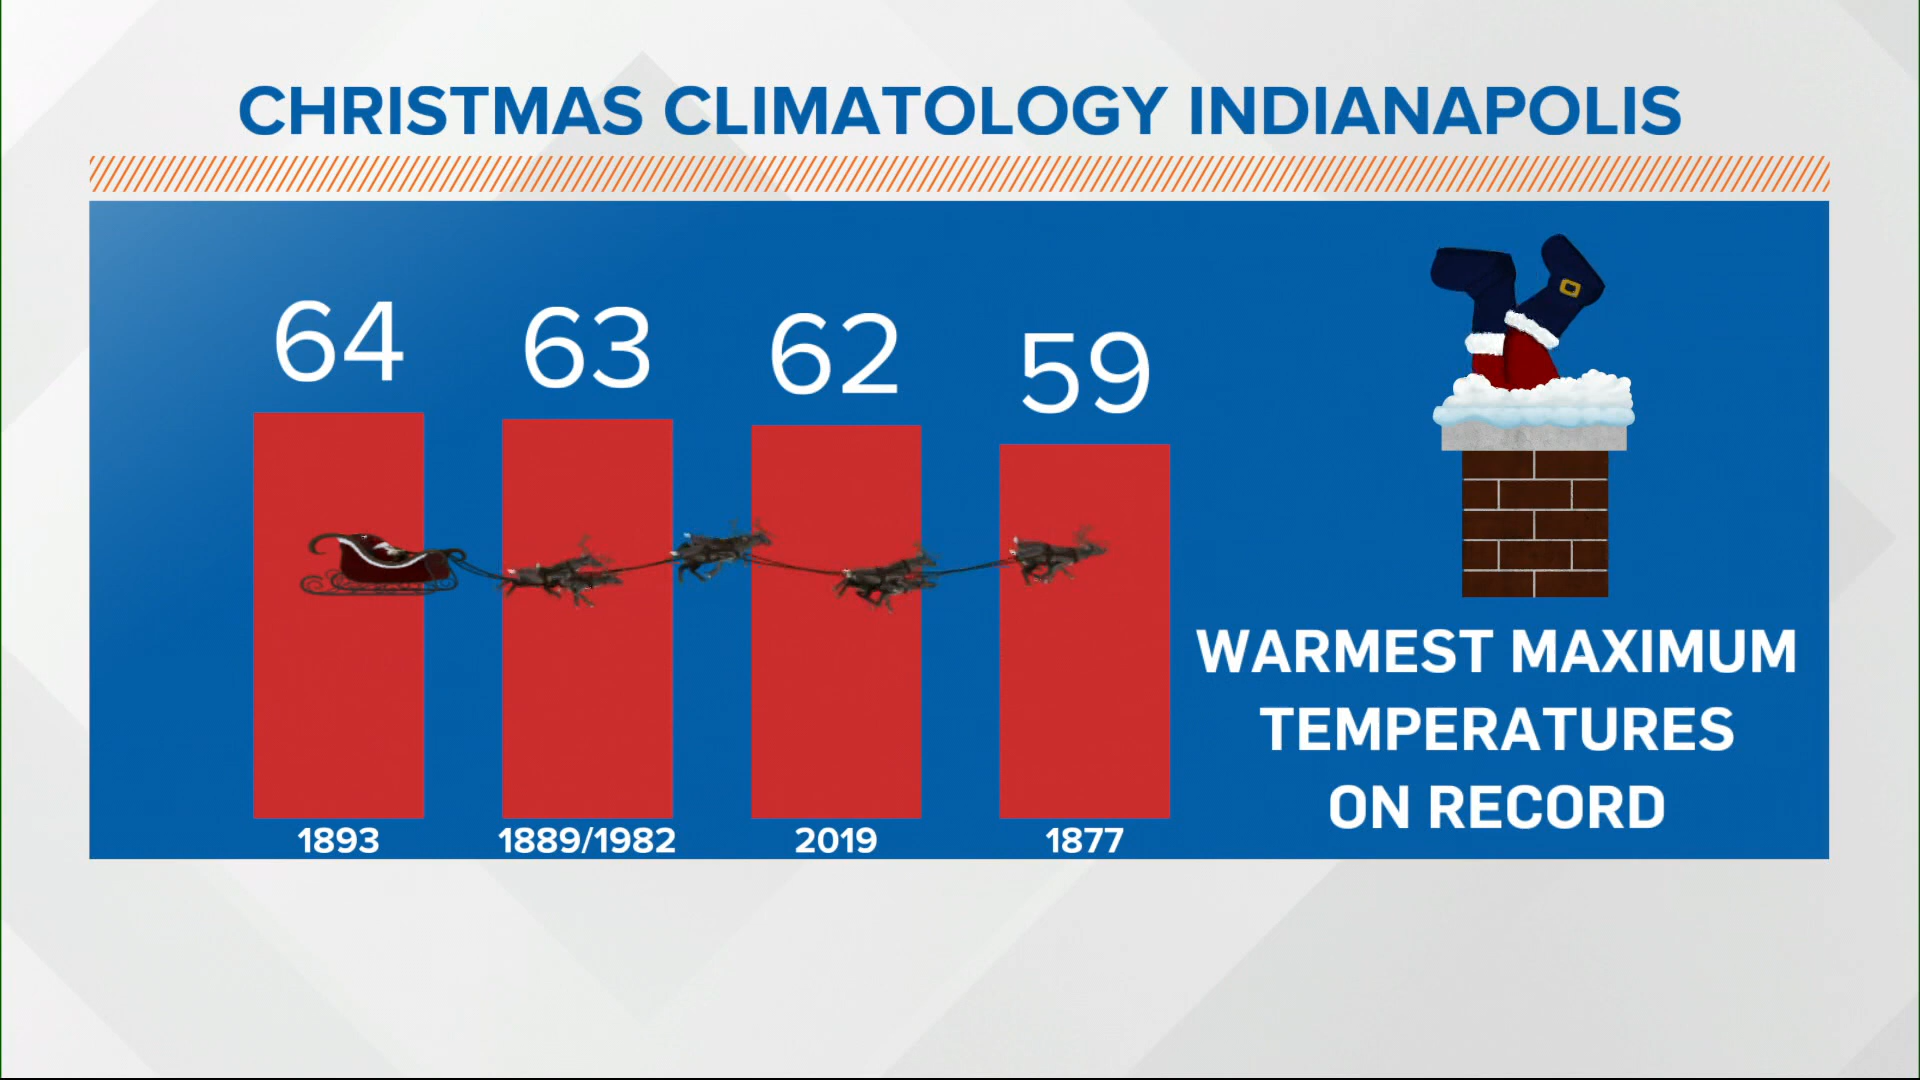 CHRISTMAS CLIMATOLOGY INDIANAPOLIS
64 63 62 59
1893 1889/1982 2019 1877
WARMEST MAXIMUM
TEMPERATURES
ON RECORD